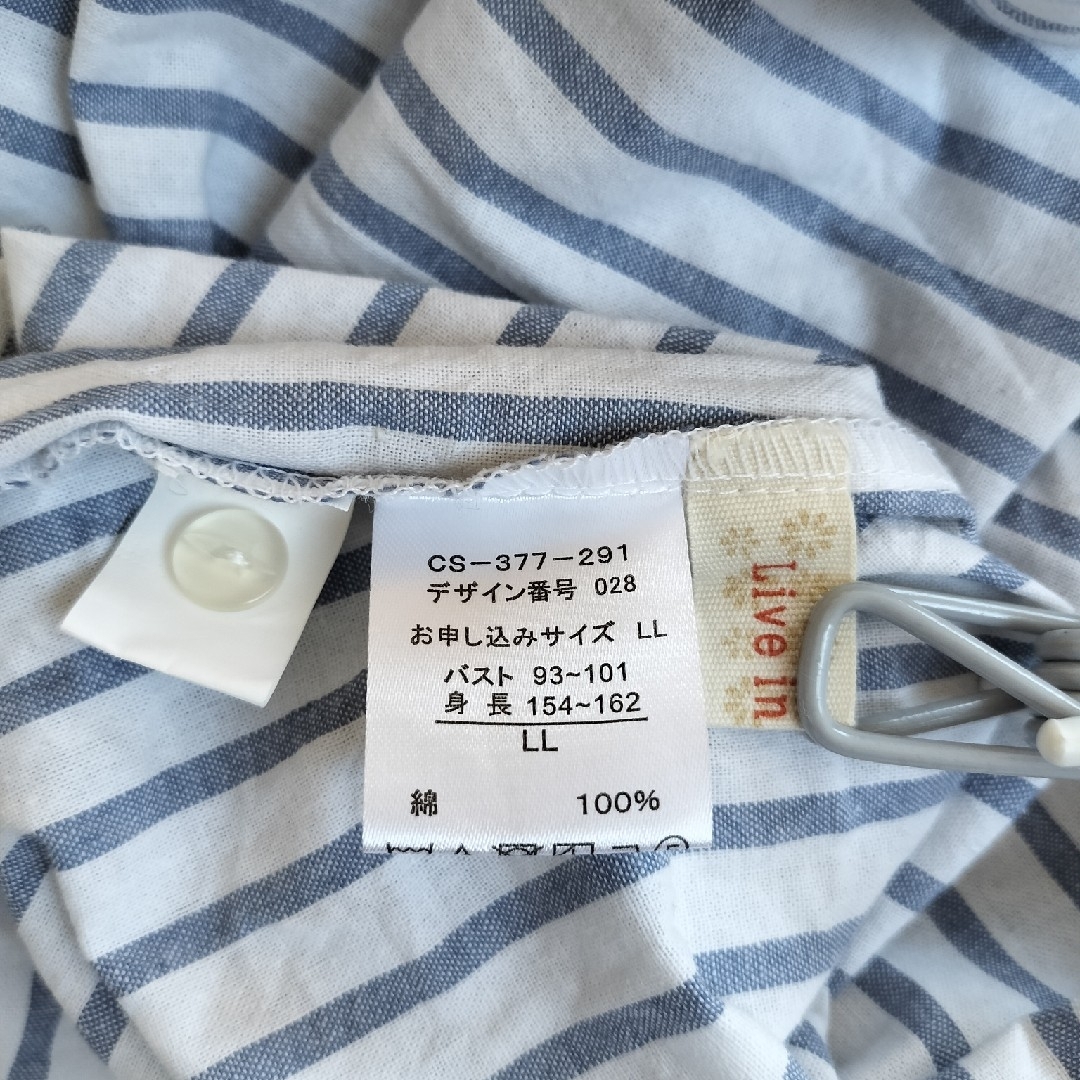 CS-377-291
デザイン番号 028
お申し込みサイズ LL
バスト 93~101
身 長 154~162
LL
綿 100%
Live in